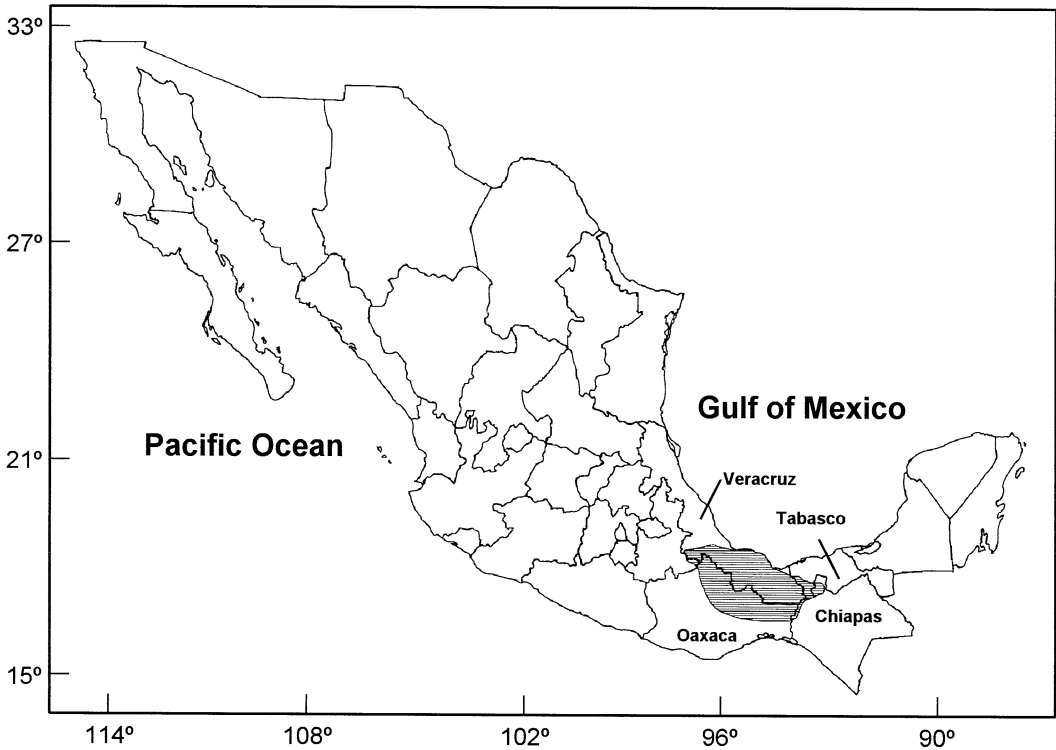 33º
27º
21º
15º
Gulf of Mexico
Pacific Ocean
Veracruz
Tabasco
Chiapas
Oaxaca
114º
108º
102º
96º
90º